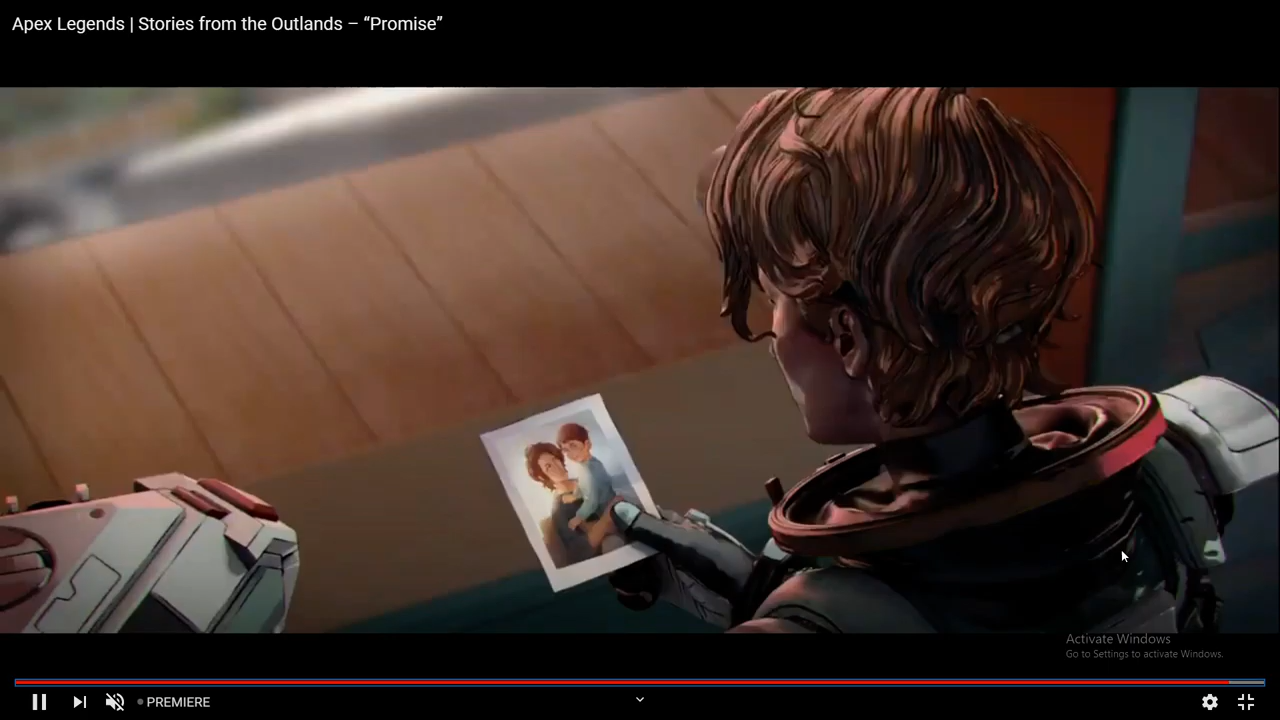 Apex Legends | Stories from the Outlands – “Promise”
Activate Windows
Go to Settings to activate Windows.
PREMIERE